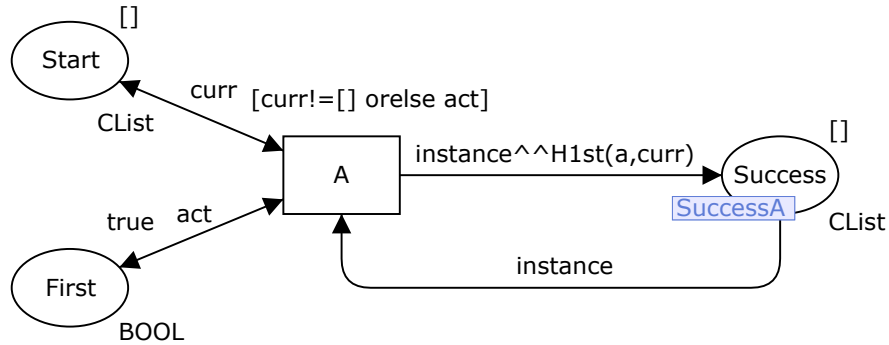 []
Start
curr
[curr!=[] orelse act]
CList
[]
A
instance^^H1st(a,curr)
Success
SuccessA
CList
true
act
instance
First
BOOL